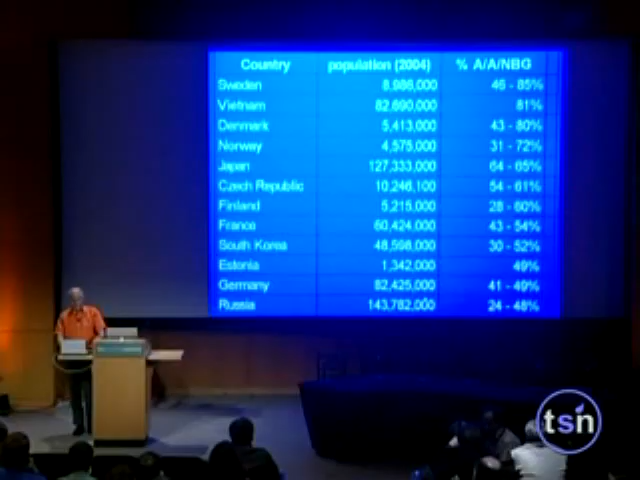 Country population (2004) % A/A/NBG
Sweden 8,986,000 46 - 85%
Vietnam 82,690,000 81%
Denmark 5,413,000 43 - 80%
Norway 4,575,000 31 - 72%
Japan 127,333,000 64 - 65%
Czech Republic 10,246,100 54 - 61%
Finland 5,215,000 28 - 60%
France 60,424,000 43 - 54%
South Korea 48,598,000 30 - 52%
Estonia 1,342,000 49%
Germany 82,425,000 41 - 49%
Russia 143,782,000 24 - 48%
tsn